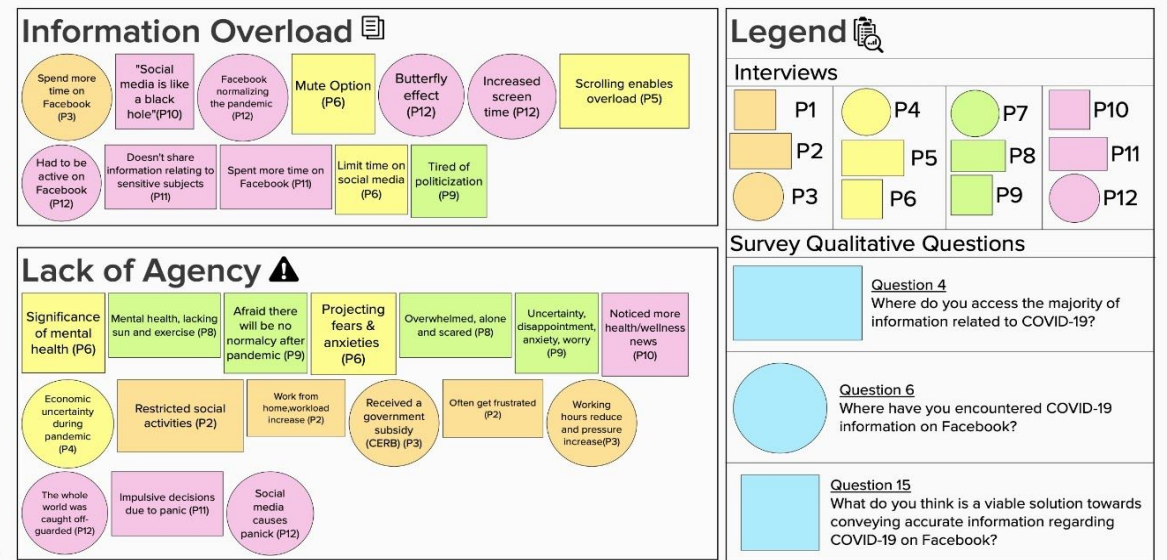 Information Overload
Spend more
time on
Facebook
(P3)
"Social
media is like
a black
hole"(P10)
Facebook
normalizing
the pandemic
(P12)
Mute Option
(P6)
Butterfly
effect
(P12)
Increased
screen
time (P12)
Scrolling enables
overload (P5)
Had to be
active on
Facebook
(P12)
Doesn't share
information relating to
sensitive subjects
(P11)
Spent more time on
Facebook (P11)
Limit time on
social media
(P6)
Tired of
politicization
(P9)
Lack of Agency
Significance
of mental
health (P6)
Mental health, lacking
sun and exercise (P8)
Afraid there
will be no
normalcy after
pandemic (P9)
Projecting
fears &
anxieties
(P6)
Overwhelmed, alone
and scared (P8)
Uncertainty,
disappointment,
anxiety, worry
(P9)
Noticed more
health/wellness
news
(P10)
Economic
uncertainty
during
pandemic
(P4)
Restricted social
activities (P2)
Work from
home,workload
increase (P2)
Received a
government
subsidy
(CERB) (P3)
Often get frustrated
(P2)
Working
hours reduce
and pressure
increase(P3)
The whole
world was
caught off-
guarded (P12)
Impulsive decisions
due to panic (P11)
Social
media
causes
panick (P12)
Legend
Interviews
P1
P2
P3
P4
P5
P6
P7
P8
P9
P10
P11
P12
Survey Qualitative Questions
Question 4
Where do you access the majority of
information related to COVID-19?
Question 6
Where have you encountered COVID-19
information on Facebook?
Question 15
What do you think is a viable solution towards
conveying accurate information regarding
COVID-19 on Facebook?